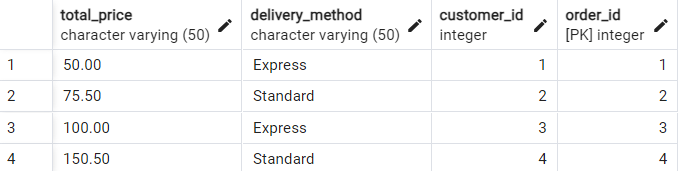 total_price delivery_method customer_id order_id
character varying (50) character varying (50) integer [PK] integer
1 50.00 Express 1 1
2 75.50 Standard 2 2
3 100.00 Express 3 3
4 150.50 Standard 4 4